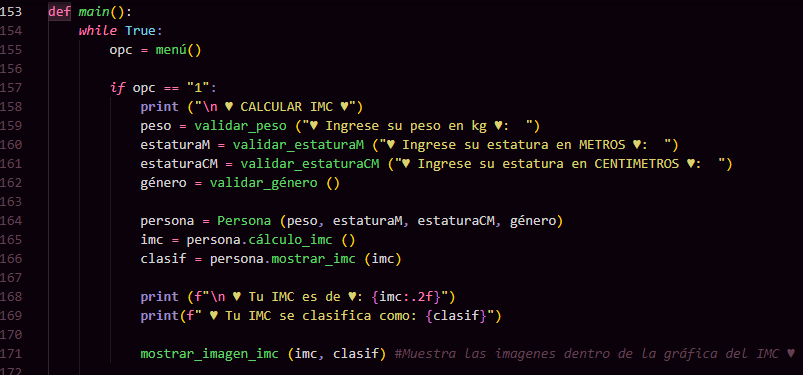 153 def main():
154 while True:
155 opc = menú()
156
157 if opc == "1":
158 print ("\n ♥ CALCULAR IMC ♥")
159 peso = validar_peso ("♥ Ingrese su peso en kg ♥:  ")
160 estaturaM = validar_estaturaM ("♥ Ingrese su estatura en METROS ♥:  ")
161 estaturaCM = validar_estaturaCM ("♥ Ingrese su estatura en CENTIMETROS ♥:  ")
162 género = validar_género ()
163
164 persona = Persona (peso, estaturaM, estaturaCM, género)
165 imc = persona.cálculo_imc ()
166 clasif = persona.mostrar_imc (imc)
167
168 print (f"\n ♥ Tu IMC es de ♥: {imc:.2f}")
169 print(f" ♥ Tu IMC se clasifica como: {clasif}")
170
171 mostrar_imagen_imc (imc, clasif) #Muestra las imagenes dentro de la gráfica del IMC ♥
172